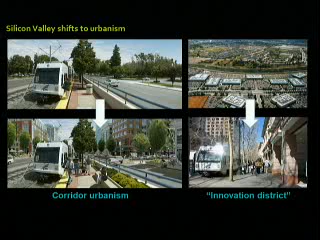 Silicon Valley shifts to urbanism
Corridor urbanism
"Innovation district"